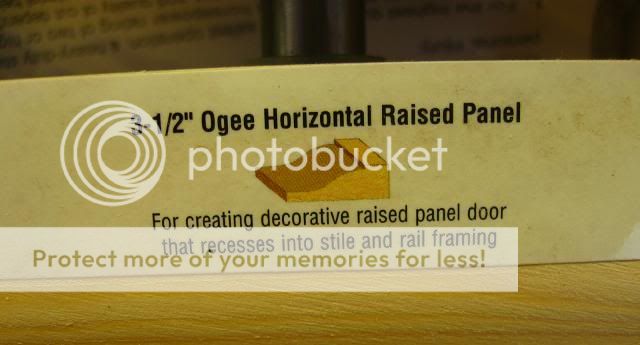 3-1/2" Ogee Horizontal Raised Panel
photobucket
For creating decorative raised panel door
that recesses into stile and rail framing
Protect more of your memories for less!